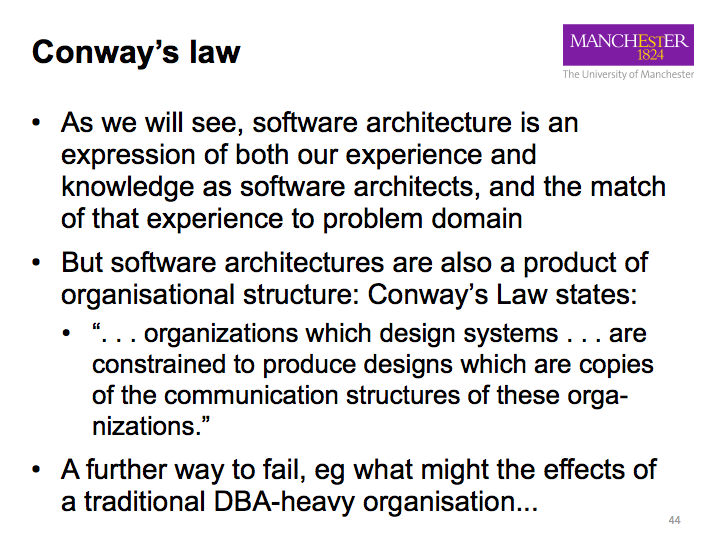 Conway’s law
MANCHEsTER
1824
The University of Manchester
• As we will see, software architecture is an
expression of both our experience and
knowledge as software architects, and the match
of that experience to problem domain
• But software architectures are also a product of
organisational structure: Conway’s Law states:
• “. . . organizations which design systems . . . are
constrained to produce designs which are copies
of the communication structures of these orga-
nizations.”
• A further way to fail, eg what might the effects of
a traditional DBA-heavy organisation...
44